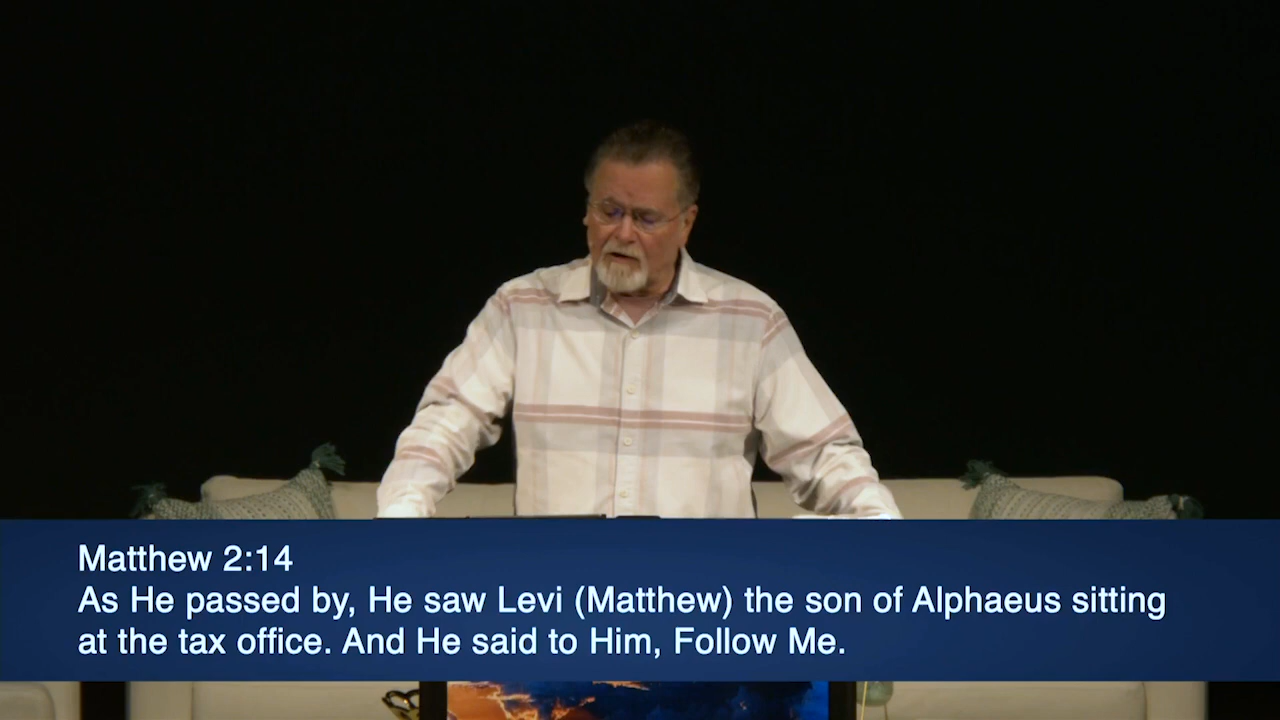 Matthew 2:14
As He passed by, He saw Levi (Matthew) the son of Alphaeus sitting
at the tax office. And He said to Him, Follow Me.